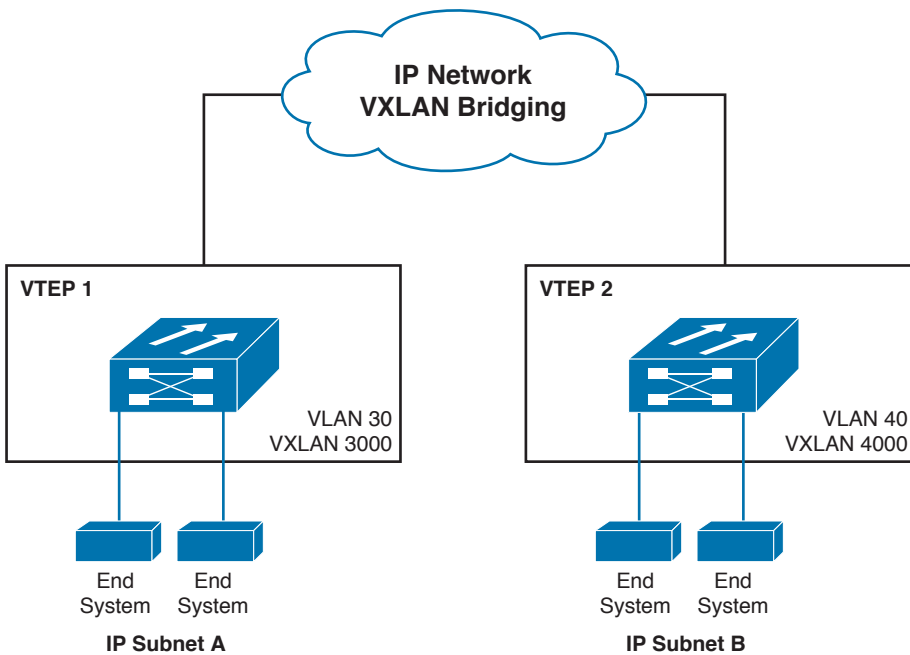 IP Network
VXLAN Bridging
VTEP 1
VLAN 30
VXLAN 3000
End
System
End
System
IP Subnet A
VTEP 2
VLAN 40
VXLAN 4000
End
System
End
System
IP Subnet B